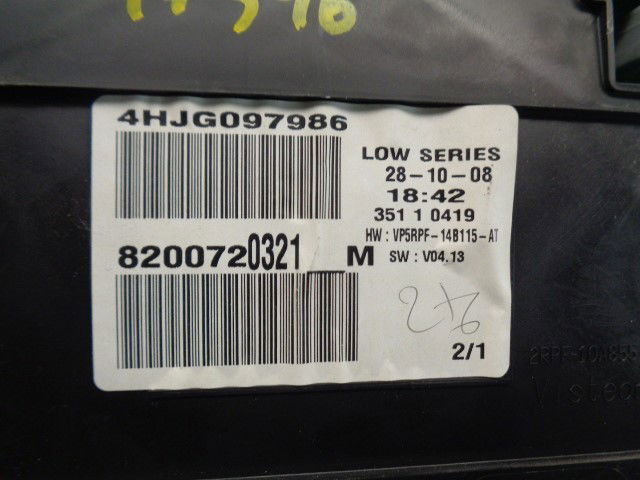 4HJG097986
LOW SERIES
28-10-08
18:42
351 1 0419
HW : VP5RPF-14B115-AT
8200720321 M
SW : V04.13
2/1
Visteon